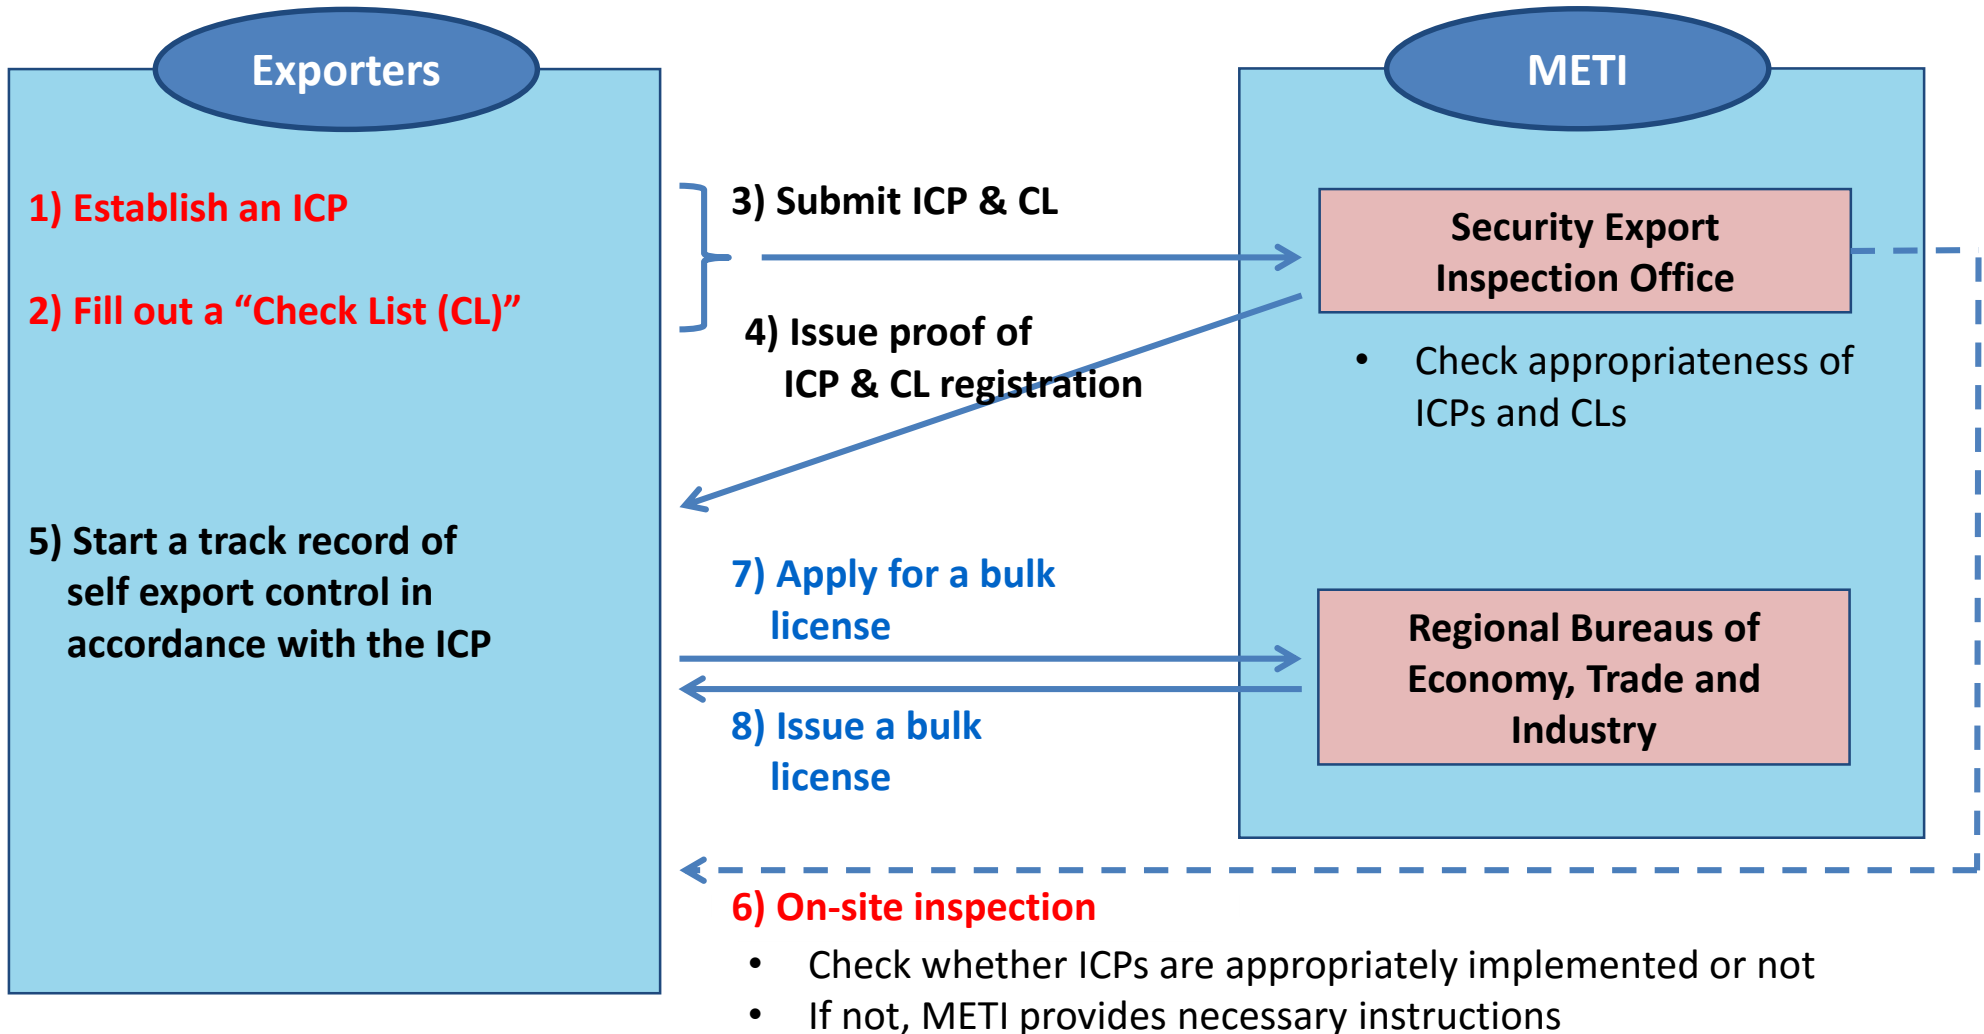 Exporters
METI
1) Establish an ICP
2) Fill out a “Check List (CL)”
3) Submit ICP & CL
4) Issue proof of
ICP & CL registration
Security Export
Inspection Office
• Check appropriateness of
ICPs and CLs
5) Start a track record of
self export control in
accordance with the ICP
7) Apply for a bulk
license
8) Issue a bulk
license
Regional Bureaus of
Economy, Trade and
Industry
6) On-site inspection
• Check whether ICPs are appropriately implemented or not
• If not, METI provides necessary instructions